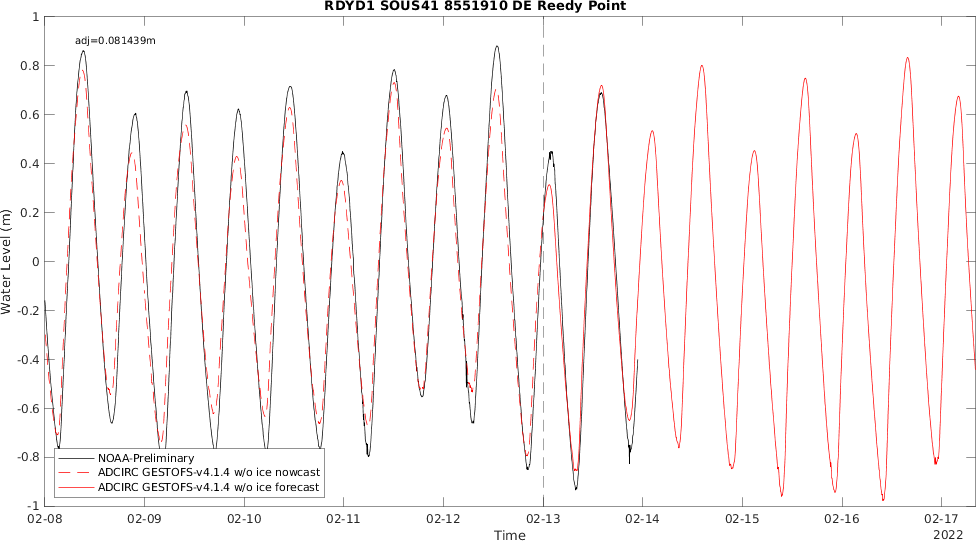 RDYD1 SOUS41 8551910 DE Reedy Point
adj=0.081439m
Water Level (m)
1
0.8
0.6
0.4
0.2
0
-0.2
-0.4
-0.6
-0.8
-1
NOAA-Preliminary
ADCIRC GESTOFS-v4.1.4 w/o ice nowcast
ADCIRC GESTOFS-v4.1.4 w/o ice forecast
02-08 02-09 02-10 02-11 02-12 02-13 02-14 02-15 02-16 02-17
Time
2022